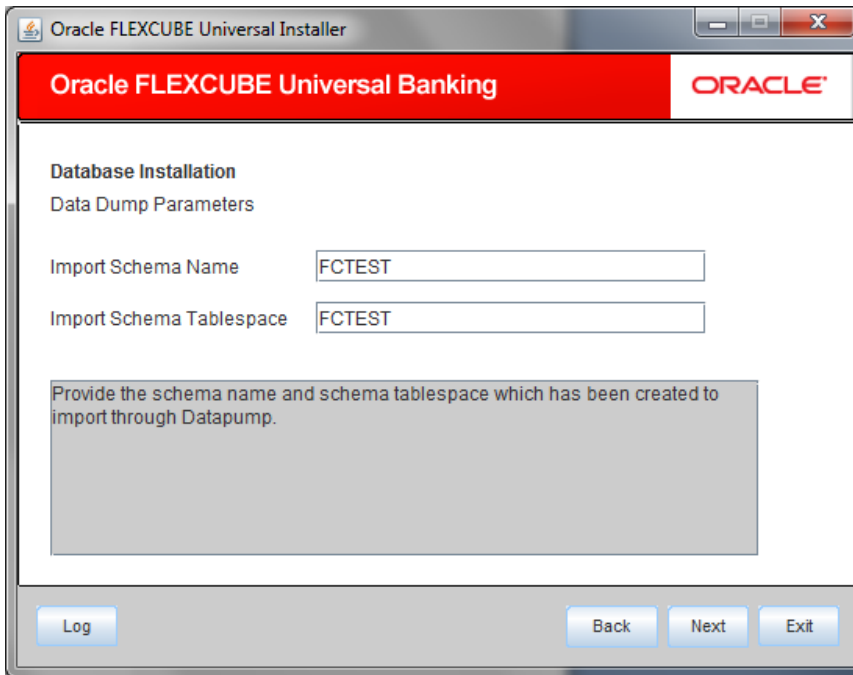 Oracle FLEXCUBE Universal Installer
Oracle FLEXCUBE Universal Banking
ORACLE
Database Installation
Data Dump Parameters
Import Schema Name FCTEST
Import Schema Tablespace FCTEST
Provide the schema name and schema tablespace which has been created to
import through Datapump.
Log Back Next Exit